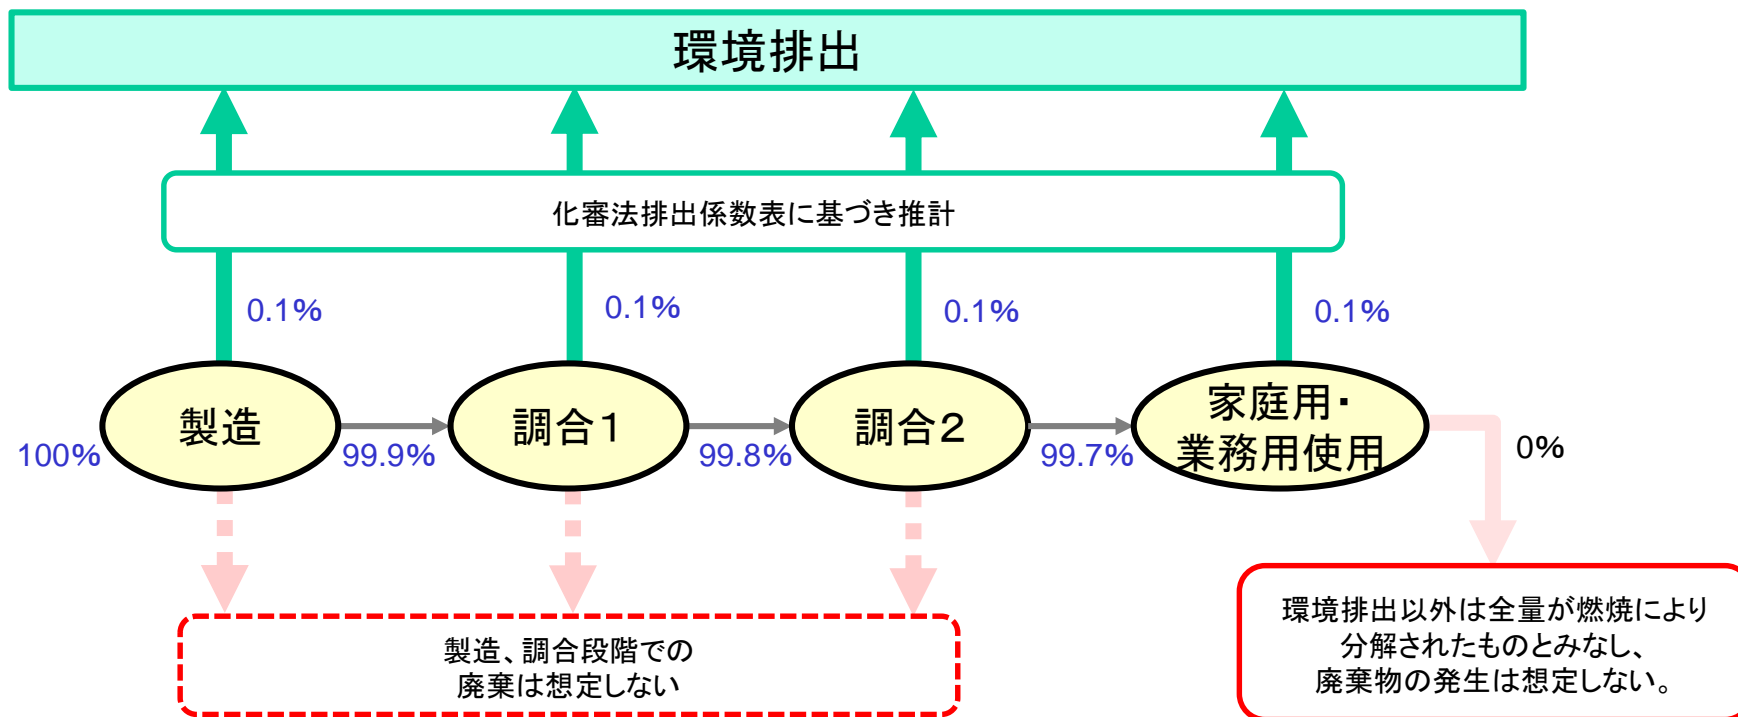 環境排出
化審法排出係数表に基づき推計
0.1%
0.1%
0.1%
0.1%
製造
調合１
調合２
家庭用・
業務用使用
100%
99.9%
99.8%
99.7%
0%
製造、調合段階での
廃棄は想定しない
環境排出以外は全量が燃焼により
分解されたものとみなし、
廃棄物の発生は想定しない。